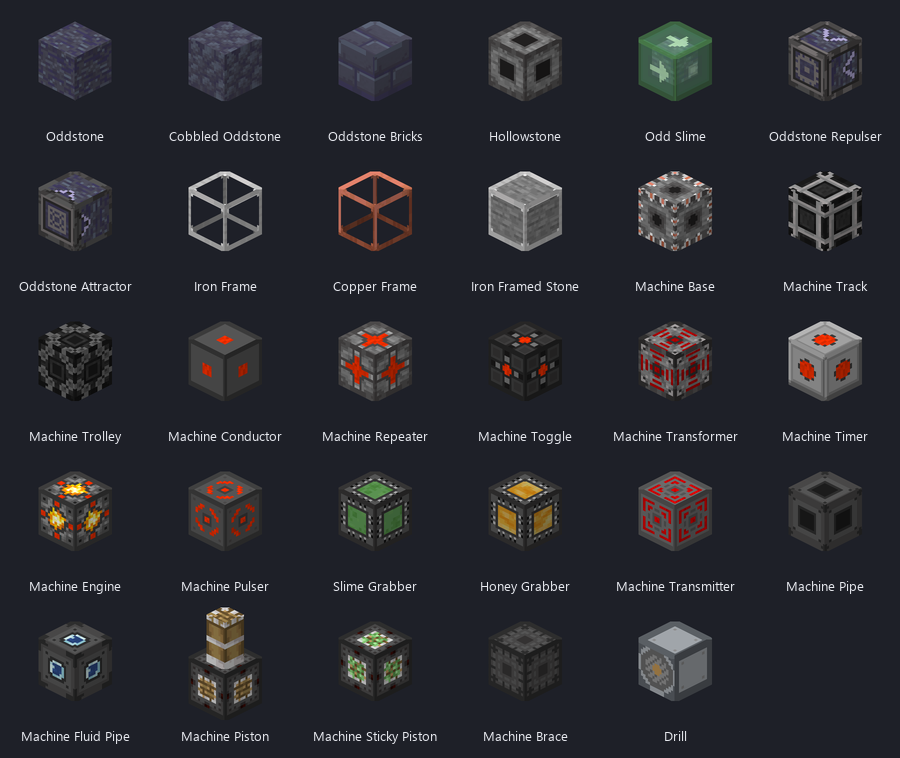 Oddstone Cobbled Oddstone Oddstone Bricks Hollowstone Odd Slime Oddstone Repulser
Oddstone Attractor Iron Frame Copper Frame Iron Framed Stone Machine Base Machine Track
Machine Trolley Machine Conductor Machine Repeater Machine Toggle Machine Transformer Machine Timer
Machine Engine Machine Pulser Slime Grabber Honey Grabber Machine Transmitter Machine Pipe
Machine Fluid Pipe Machine Piston Machine Sticky Piston Machine Brace Drill